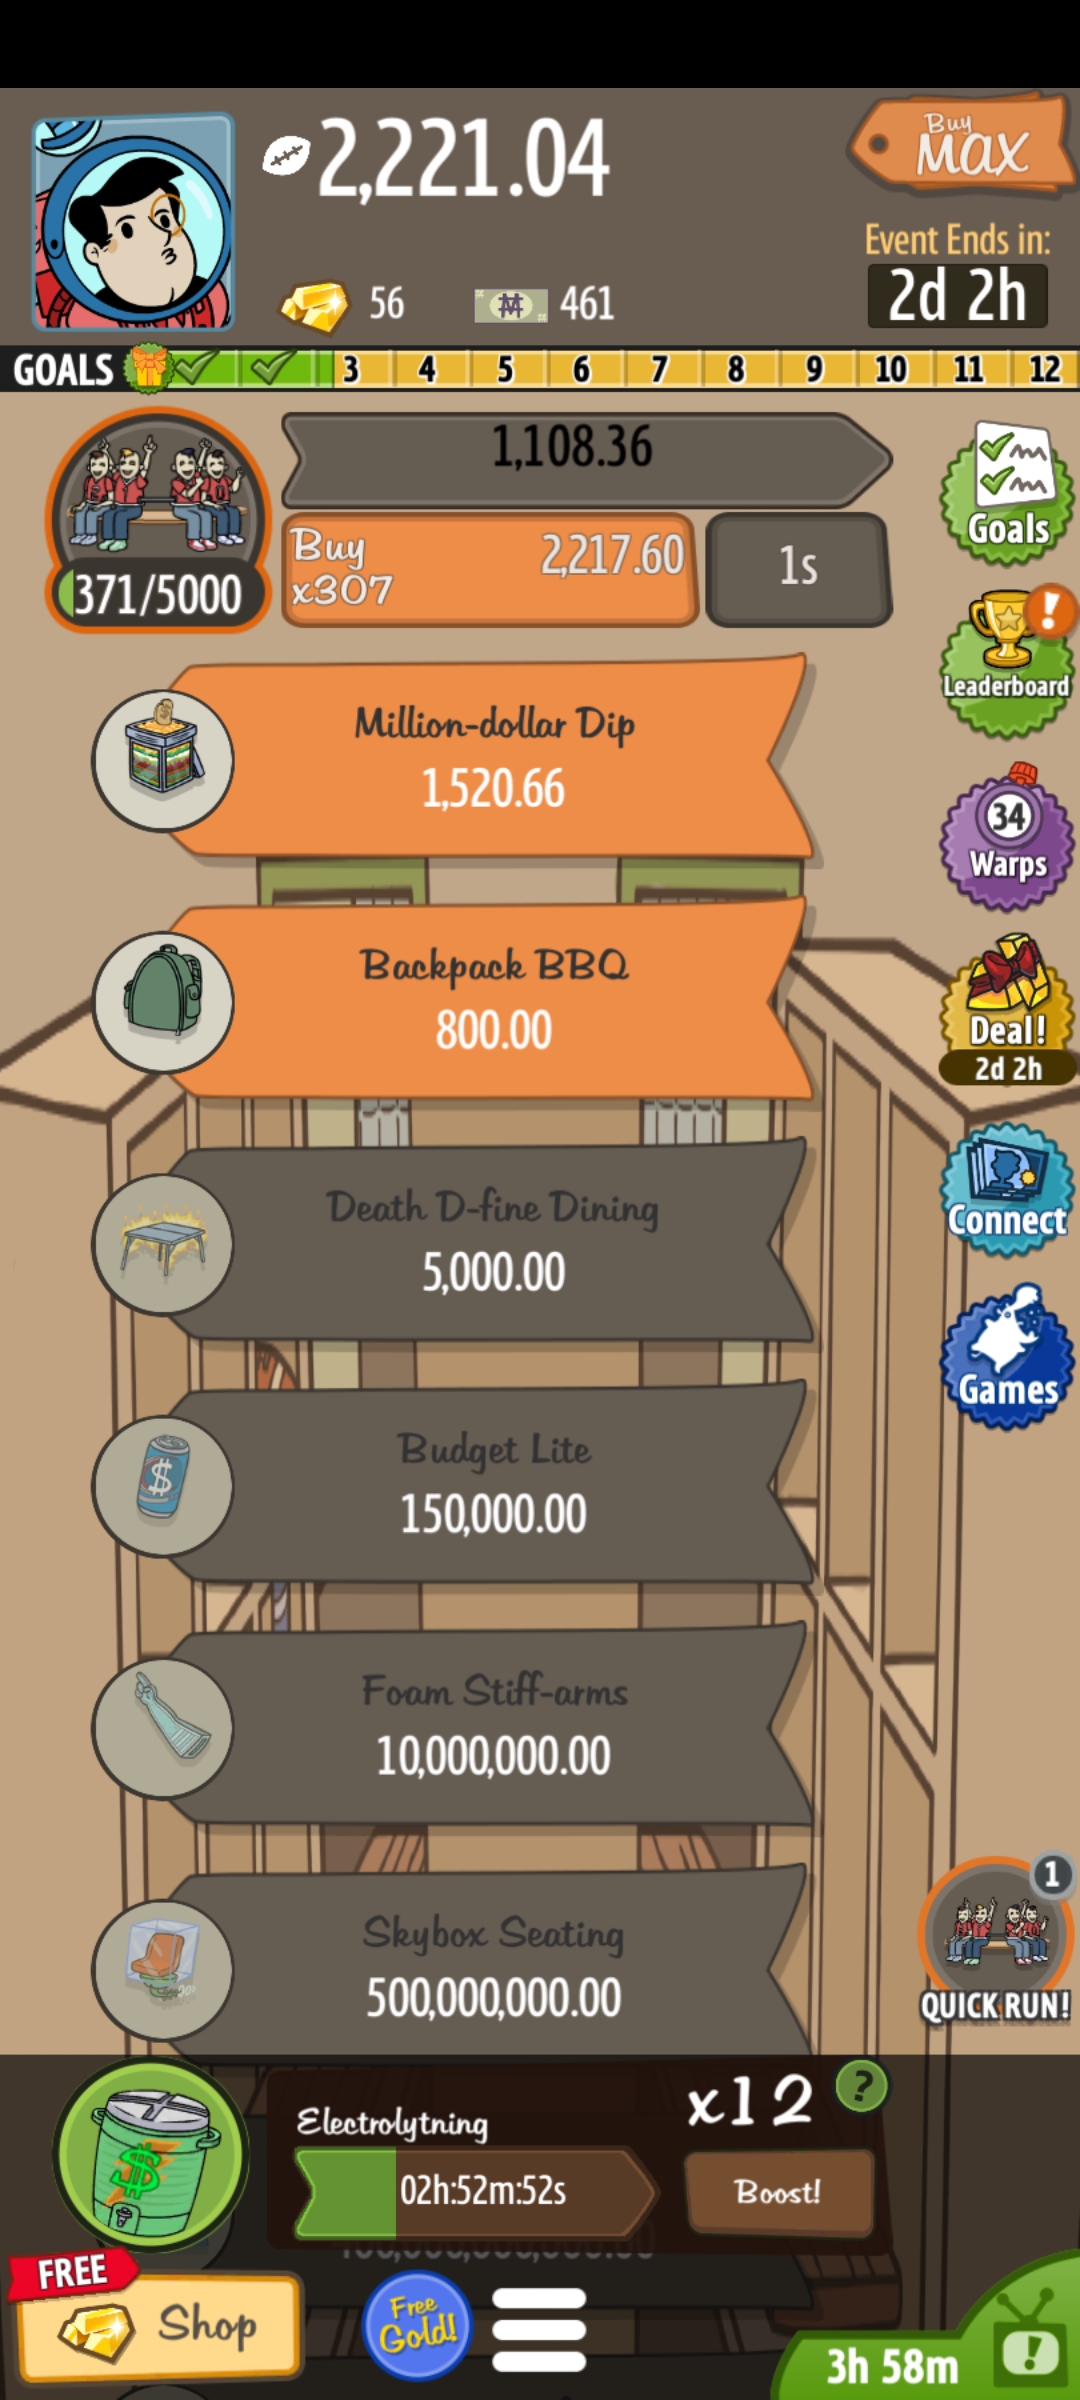 2,221.04
Buy
MAX
Event Ends in:
2d 2h
56
461
GOALS 3 4 5 6 7 8 9 10 11 12
1,108.36
371/5000
Buy
x307
2,217.60
1s
Goals
Leaderboard
Million-dollar Dip
1,520.66
34
Warps
Backpack BBQ
800.00
Deal!
2d 2h
Death D-fine Dining
5,000.00
Connect
Budget Lite
150,000.00
Games
Foam Stiff-arms
10,000,000.00
Skybox Seating
500,000,000.00
1
QUICK RUN!
Electrolytning
x12
?
02h:52m:52s
Boost!
FREE
Shop
Free
Gold!
3h 58m